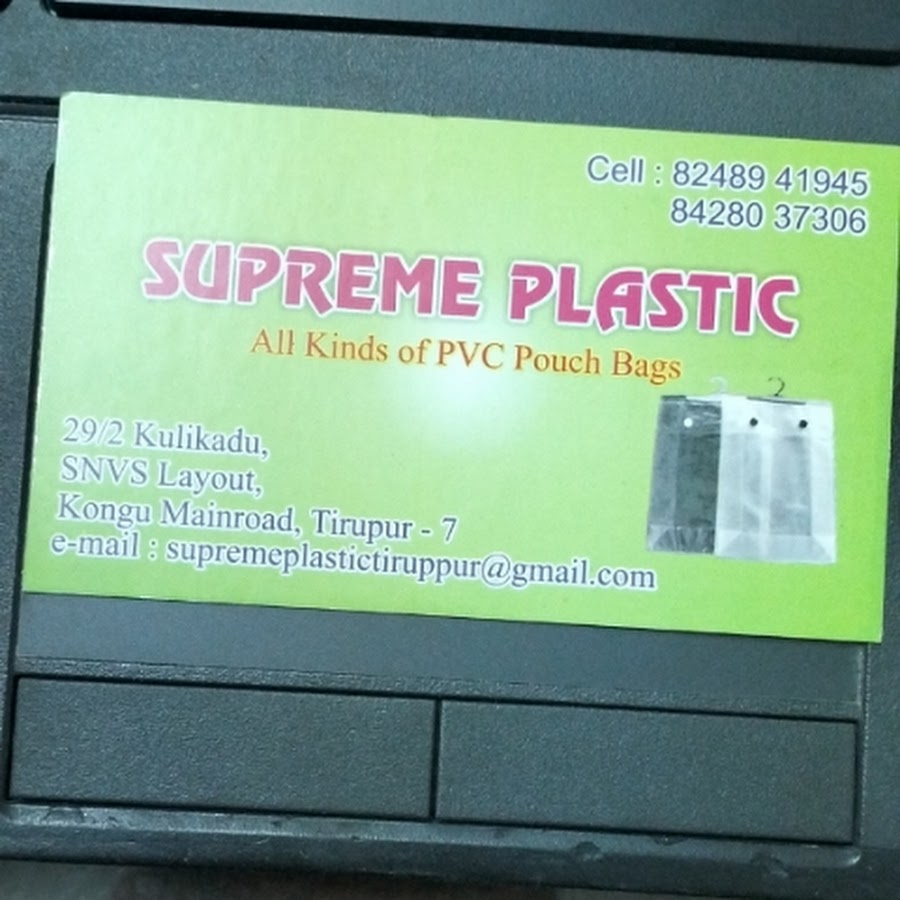 Cell : 82489 41945
84280 37306
SUPREME PLASTIC
All Kinds of PVC Pouch Bags
29/2 Kulikadu,
SNVS Layout,
Kongu Mainroad, Tirupur - 7
e-mail : supremeplastictiruppur@gmail.com